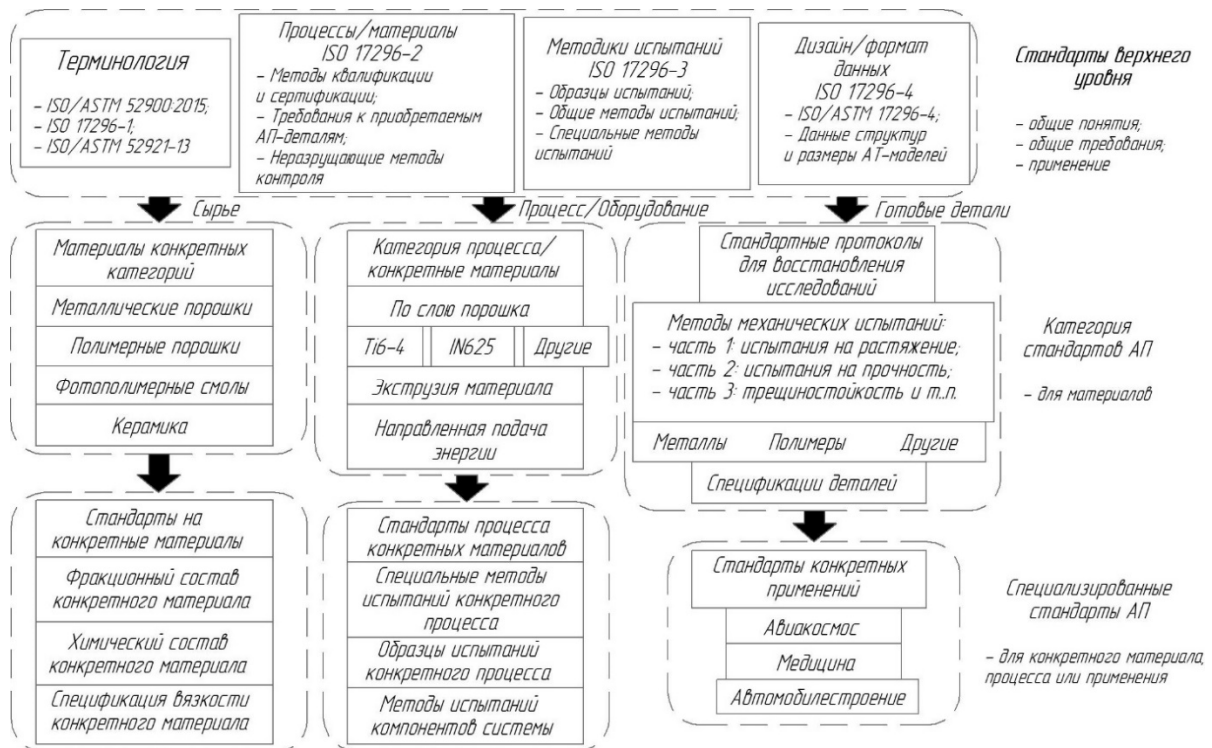 Терминология
– ISO/ASTM 52900:2015;
– ISO 17296-1;
– ISO/ASTM 52921-13
Процессы/материалы
ISO 17296-2
– Методы квалификации
и сертификации;
– Требования к приобретаемым
АП-деталям;
– Неразрушающие методы
контроля
Методики испытаний
ISO 17296-3
– Образцы испытаний;
– Общие методы испытаний;
– Специальные методы
испытаний
Дизайн/формат
данных
ISO 17296-4
– ISO/ASTM 17296-4;
– Данные структур
и размеры АТ-моделей
Стандарты верхнего
уровня
– общие понятия;
– общие требования;
– применение
Сырье
Процесс/Оборудование
Готовые детали
Материалы конкретных
категорий
Металлические порошки
Полимерные порошки
Фотополимерные смолы
Керамика
Категория процесса/
конкретные материалы
По слою порошка
Ti6-4
IN625
Другие
Экструзия материала
Направленная подача
энергии
Стандартные протоколы
для восстановления
исследований
Методы механических испытаний:
– часть 1: испытания на растяжение;
– часть 2: испытания на прочность;
– часть 3: трещиностойкость и т..п.
Металлы Полимеры Другие
Спецификации деталей
Категория
стандартов АП
– для материалов
Стандарты на
конкретные материалы
Фракционный состав
конкретного материала
Химический состав
конкретного материала
Спецификация вязкости
конкретного материала
Стандарты процесса
конкретных материалов
Специальные методы
испытаний конкретного
процесса
Образцы испытаний
конкретного процесса
Методы испытаний
компонентов системы
Стандарты конкретных
применений
Авиакосмос
Медицина
Автомобилестроение
Специализированные
стандарты АП
– для конкретного материала,
процесса или применения